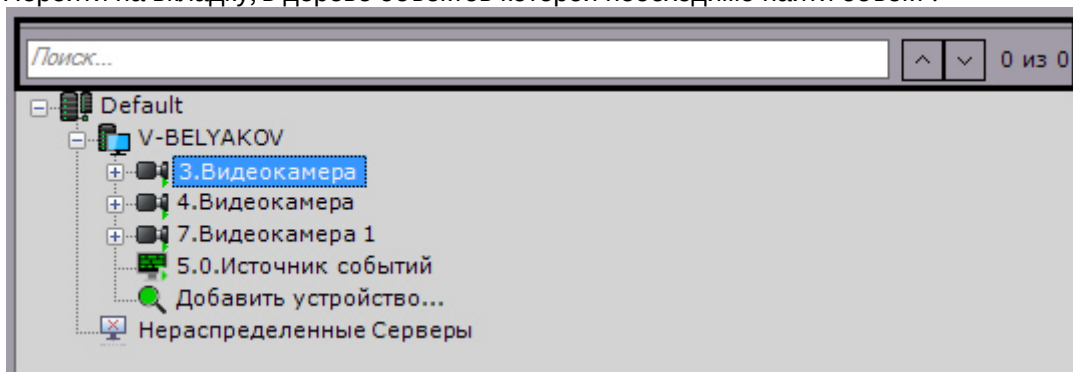 Поиск...
0 из 0
Default
V-BELYAKOV
3.Видеокамера
4.Видеокамера
7.Видеокамера 1
5.0.Источник событий
Добавить устройство...
Нераспределенные Серверы